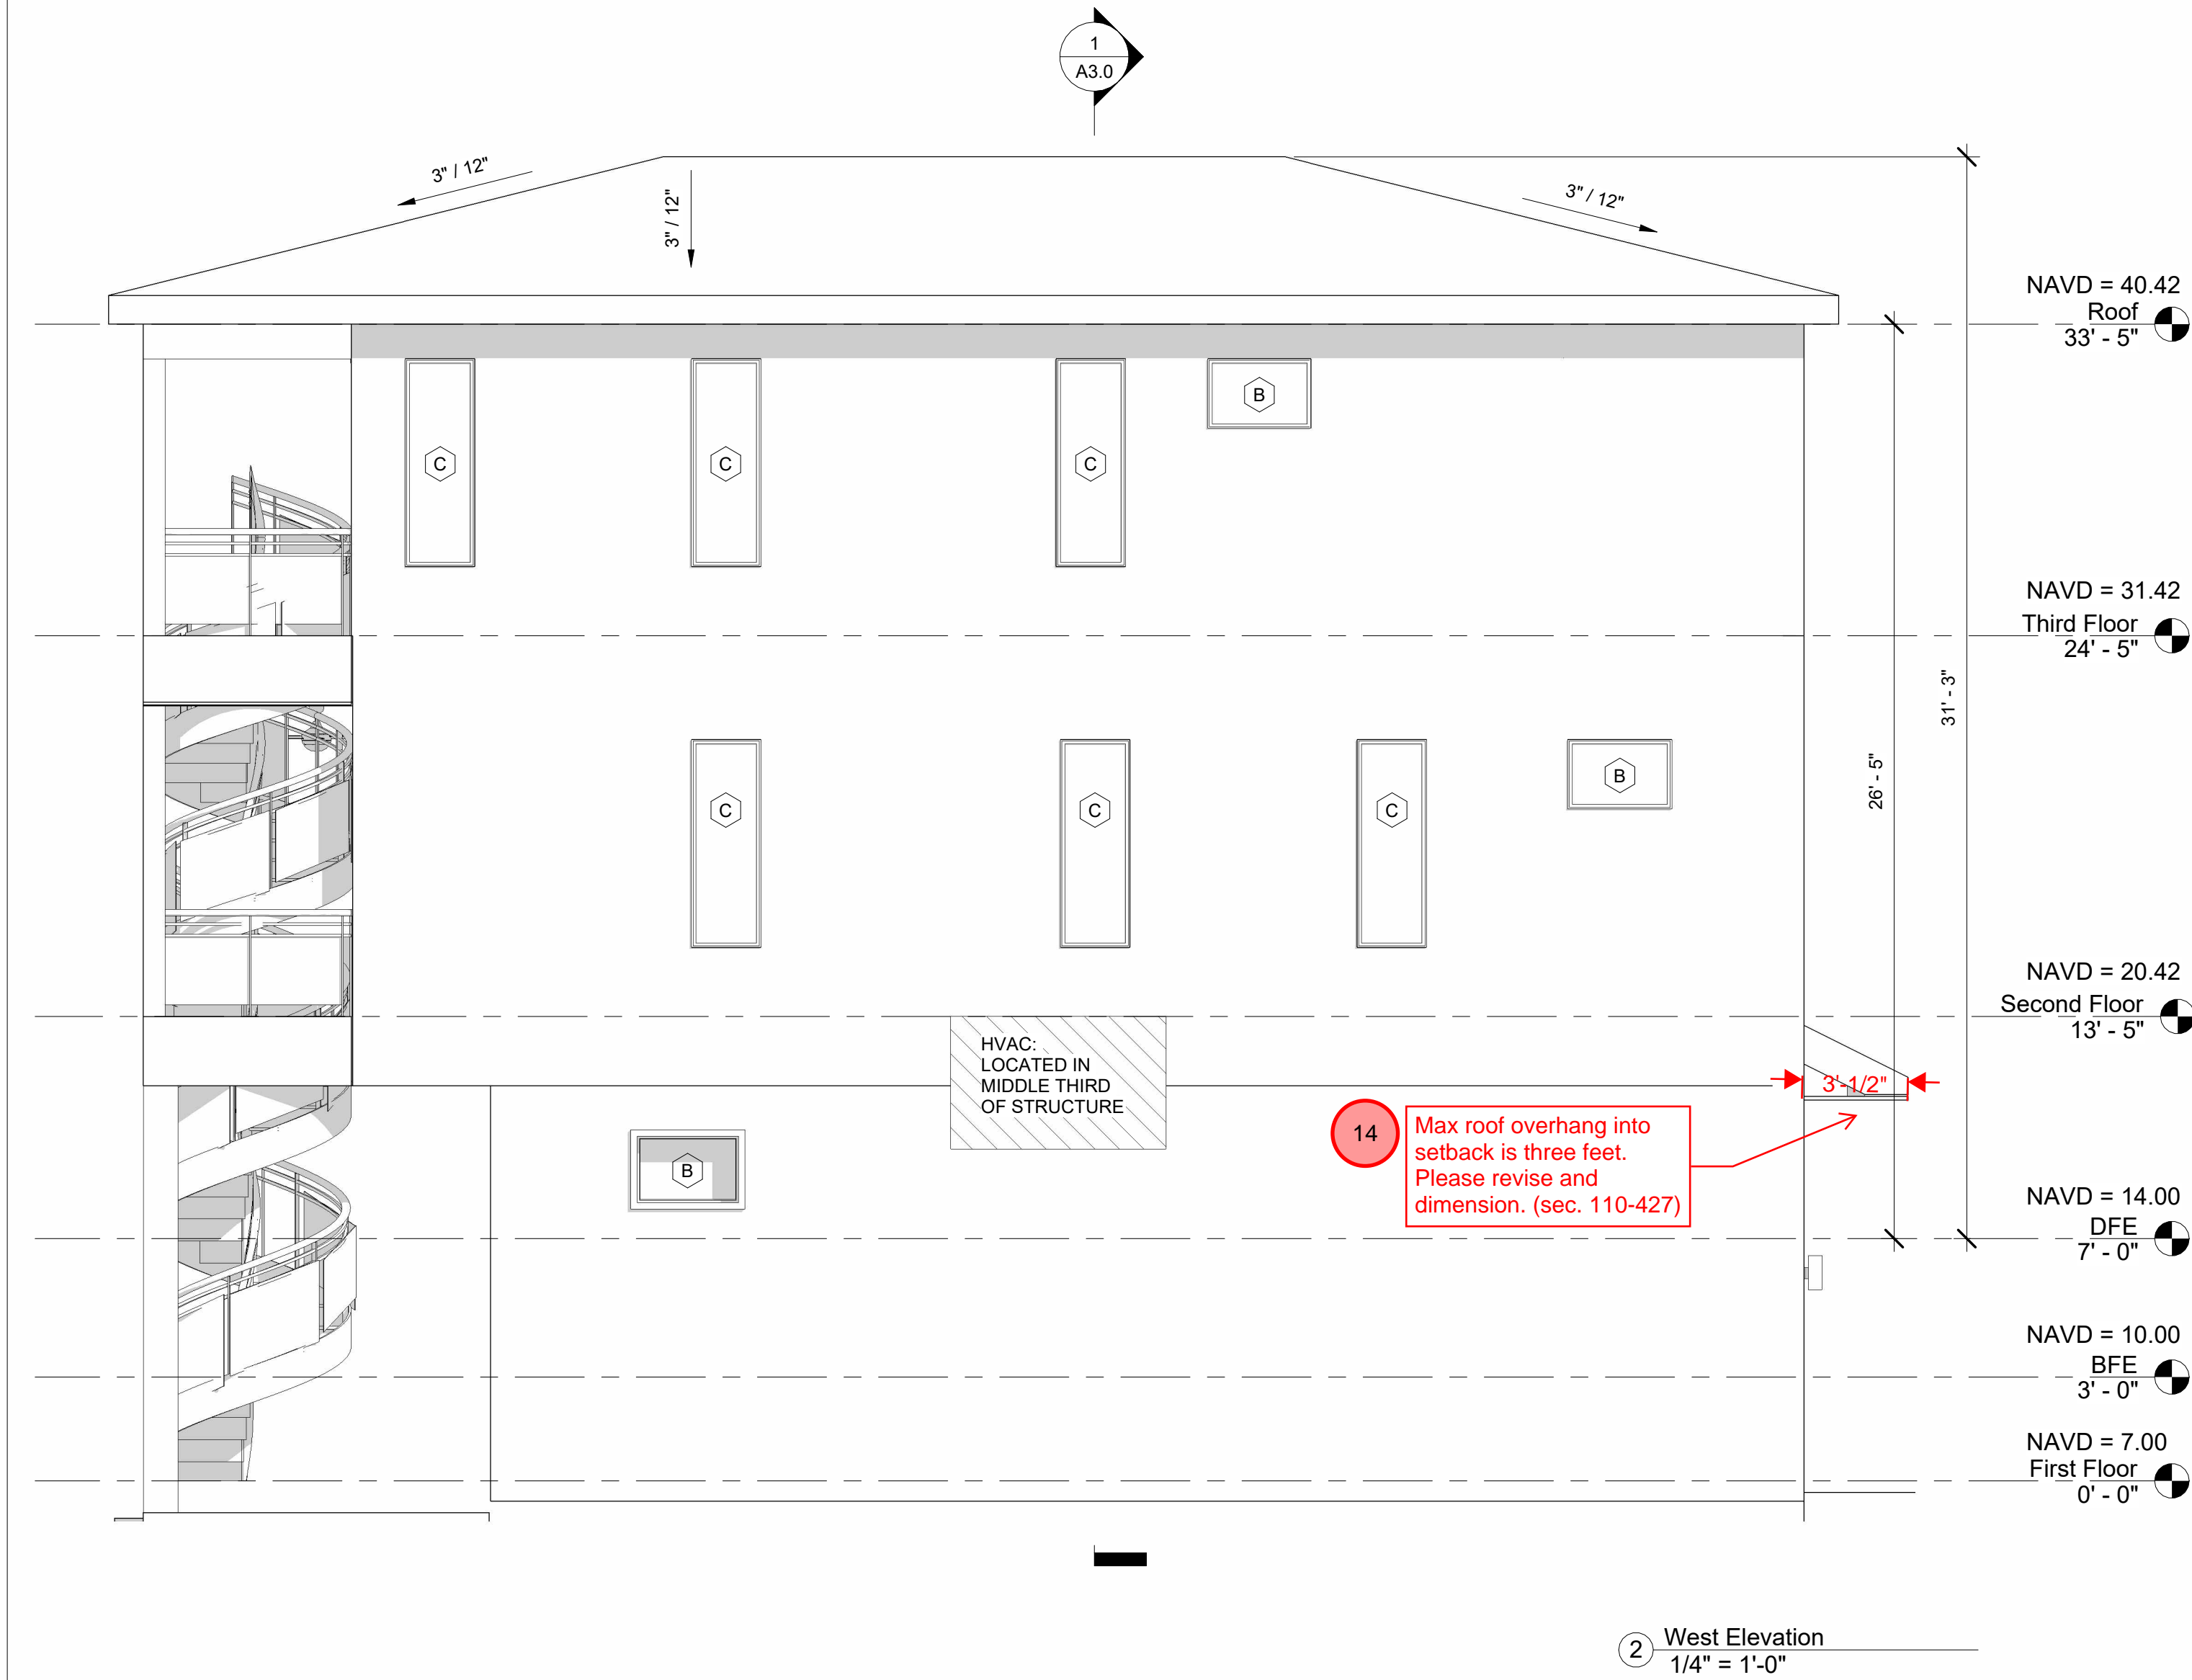 1
A3.0
3" / 12"
3" / 12"
3" / 12"
NAVD = 40.42
Roof
33' - 5"
B
C
C
C
NAVD = 31.42
Third Floor
24' - 5"
31' - 3"
26' - 5"
B
C
C
C
NAVD = 20.42
Second Floor
13' - 5"
HVAC:
LOCATED IN
MIDDLE THIRD
OF STRUCTURE
3'-1/2"
14
Max roof overhang into
setback is three feet.
Please revise and
dimension. (sec. 110-427)
B
NAVD = 14.00
DFE
7' - 0"
NAVD = 10.00
BFE
3' - 0"
NAVD = 7.00
First Floor
0' - 0"
2
West Elevation
1/4" = 1'-0"